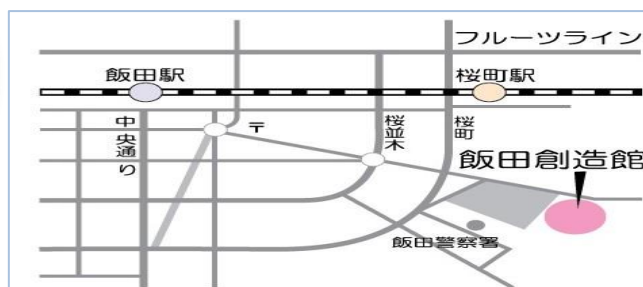 フルーツライン
飯田駅
桜町駅
中央通り
〒
桜並木
桜町
飯田創造館
飯田警察署